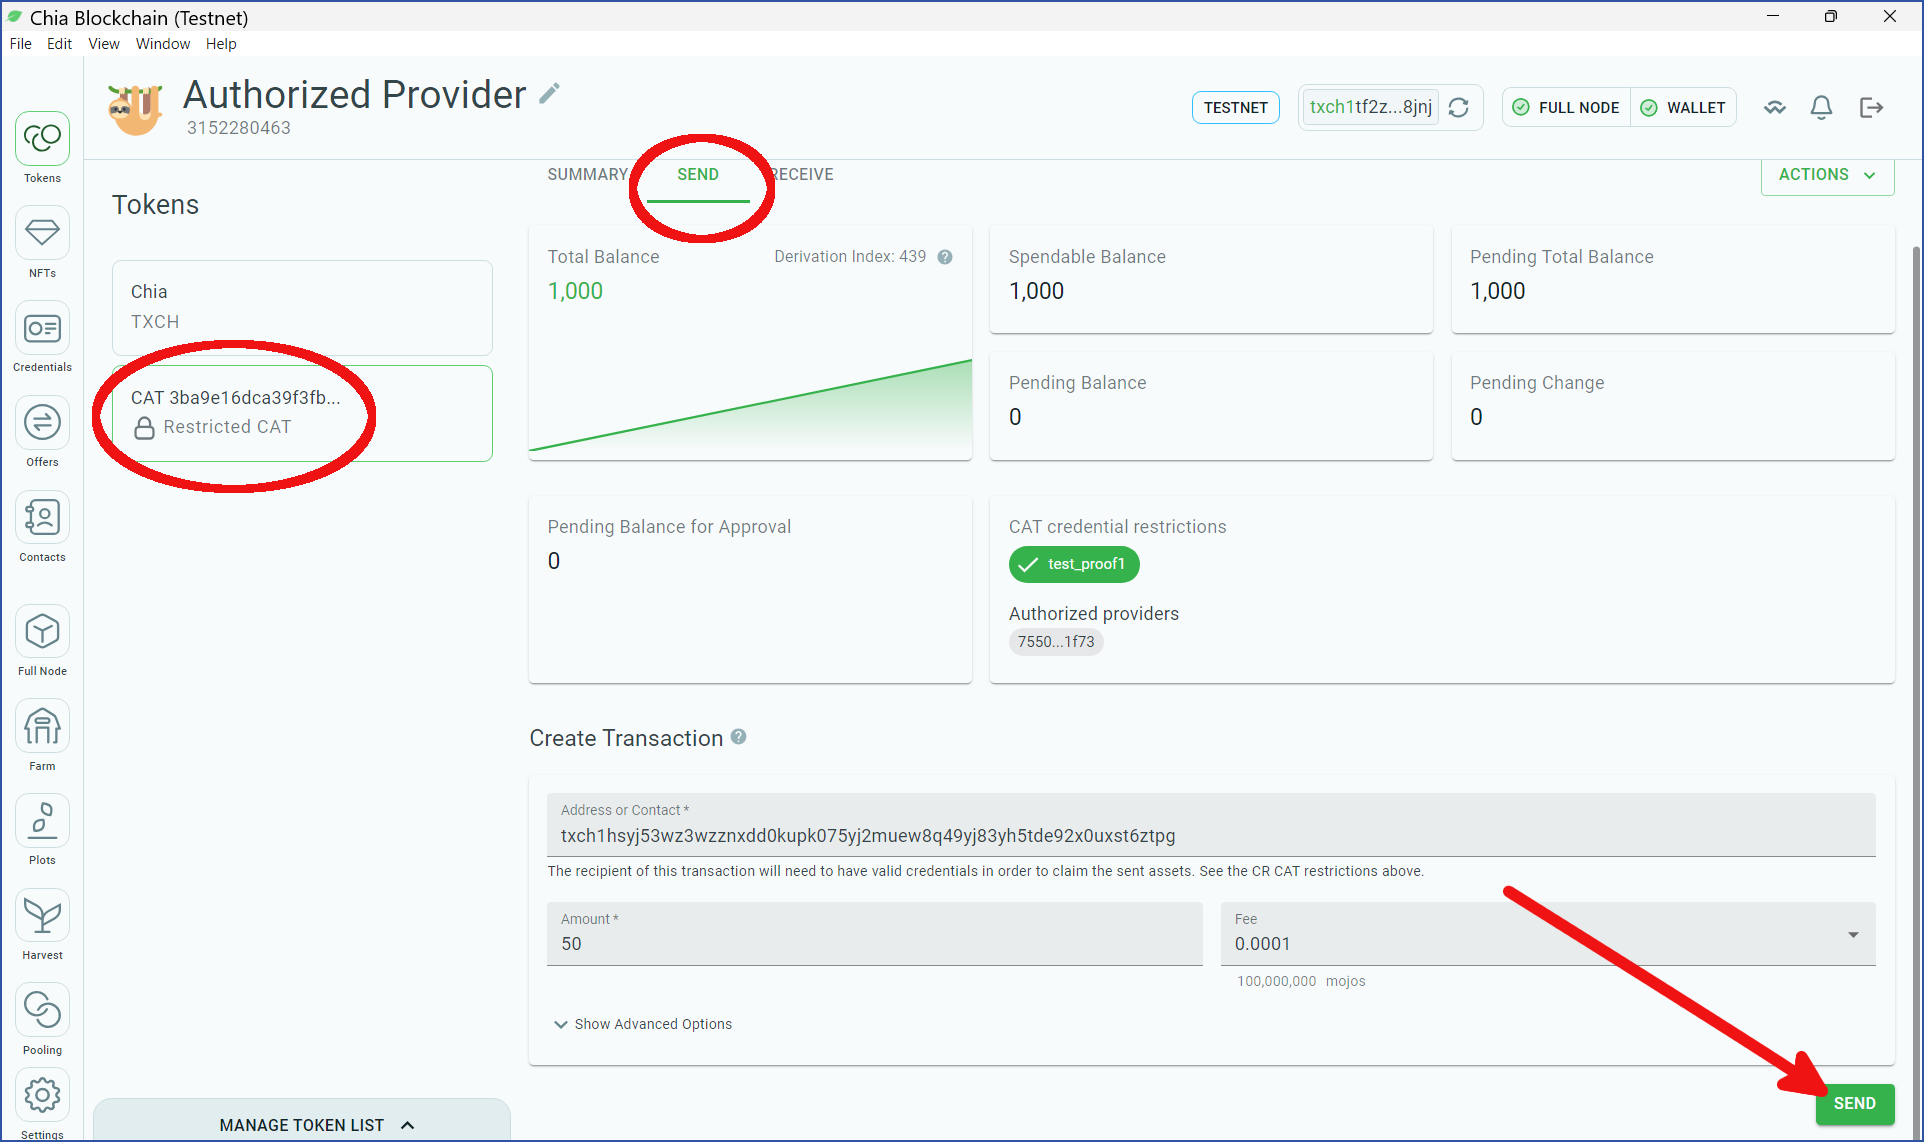 Chia Blockchain (Testnet)
File Edit View Window Help
Authorized Provider
3152280463
TESTNET
txch1tf2z...8jnj
FULL NODE
WALLET
Tokens
NFTs
Credentials
Offers
Contacts
Full Node
Farm
Plots
Harvest
Pooling
Settings
Tokens
Chia
TXCH
CAT 3ba9e16dca39f3fb...
Restricted CAT
MANAGE TOKEN LIST
SUMMARY SEND RECEIVE
ACTIONS
Total Balance
Derivation Index: 439
1,000
Spendable Balance
1,000
Pending Total Balance
1,000
Pending Balance
0
Pending Change
0
Pending Balance for Approval
0
CAT credential restrictions
test_proof1
Authorized providers
7550...1f73
Create Transaction
Address or Contact *
txch1hsyj53wz3wzznxdd0kupk075yj2muew8q49yj83yh5tde92x0uxst6ztpg
The recipient of this transaction will need to have valid credentials in order to claim the sent assets. See the CR CAT restrictions above.
Amount *
50
Fee
0.0001
100,000,000 mojos
Show Advanced Options
SEND